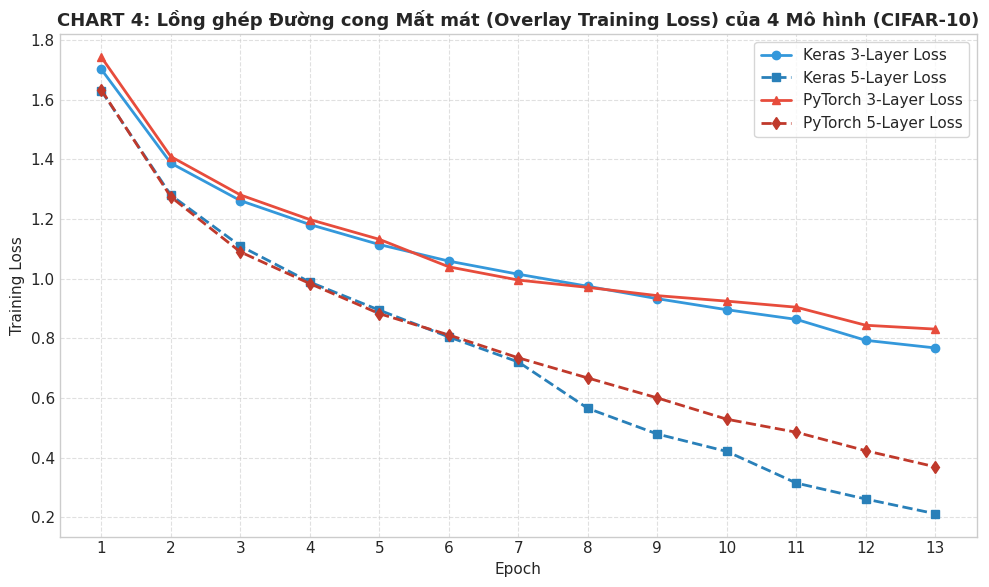 CHART 4: Lồng ghép Đường cong Mất mát (Overlay Training Loss) của 4 Mô hình (CIFAR-10)
Keras 3-Layer Loss
Keras 5-Layer Loss
PyTorch 3-Layer Loss
PyTorch 5-Layer Loss
Training Loss
1.8
1.6
1.4
1.2
1.0
0.8
0.6
0.4
0.2
1 2 3 4 5 6 7 8 9 10 11 12 13
Epoch